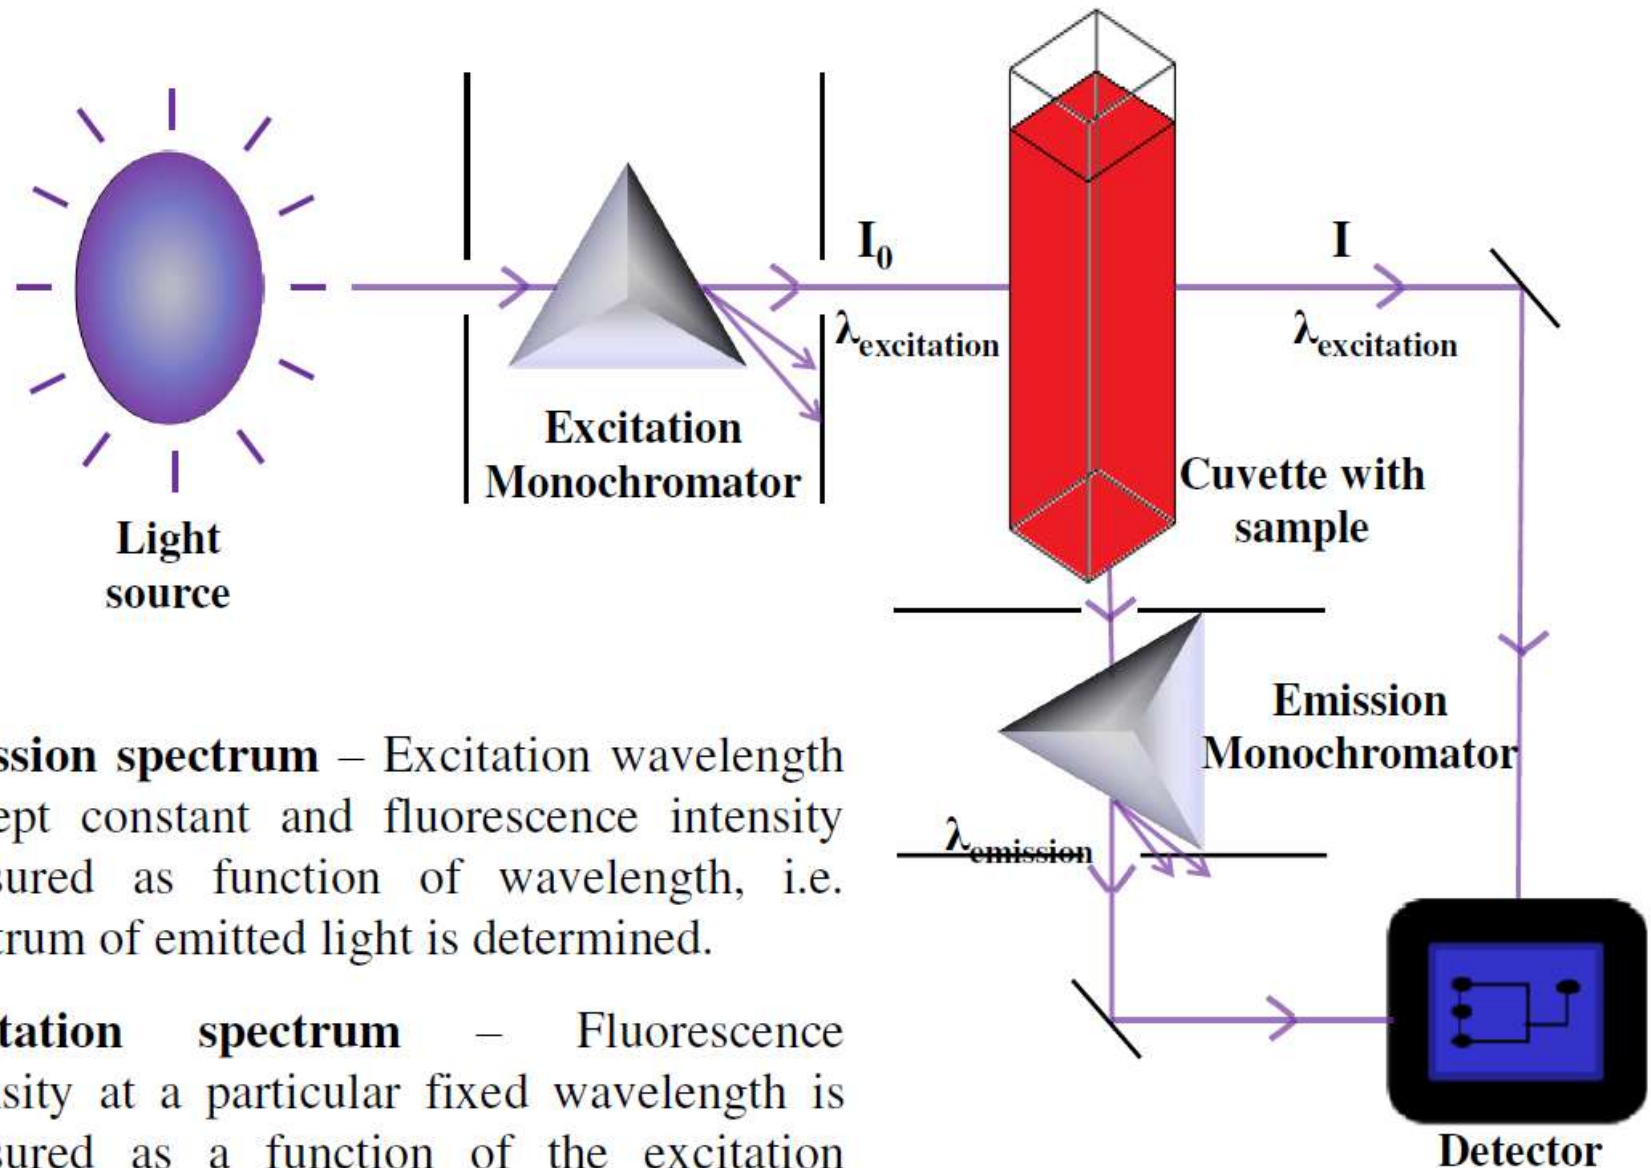 I₀
I
λexcitation
λexcitation
Excitation
Monochromator
Cuvette with
sample
Light
source
Emission
Monochromator
λemission
ssion spectrum – Excitation wavelength
ept constant and fluorescence intensity
sured as function of wavelength, i.e.
trum of emitted light is determined.
tation spectrum – Fluorescence
nsity at a particular fixed wavelength is
sured as a function of the excitation
Detector